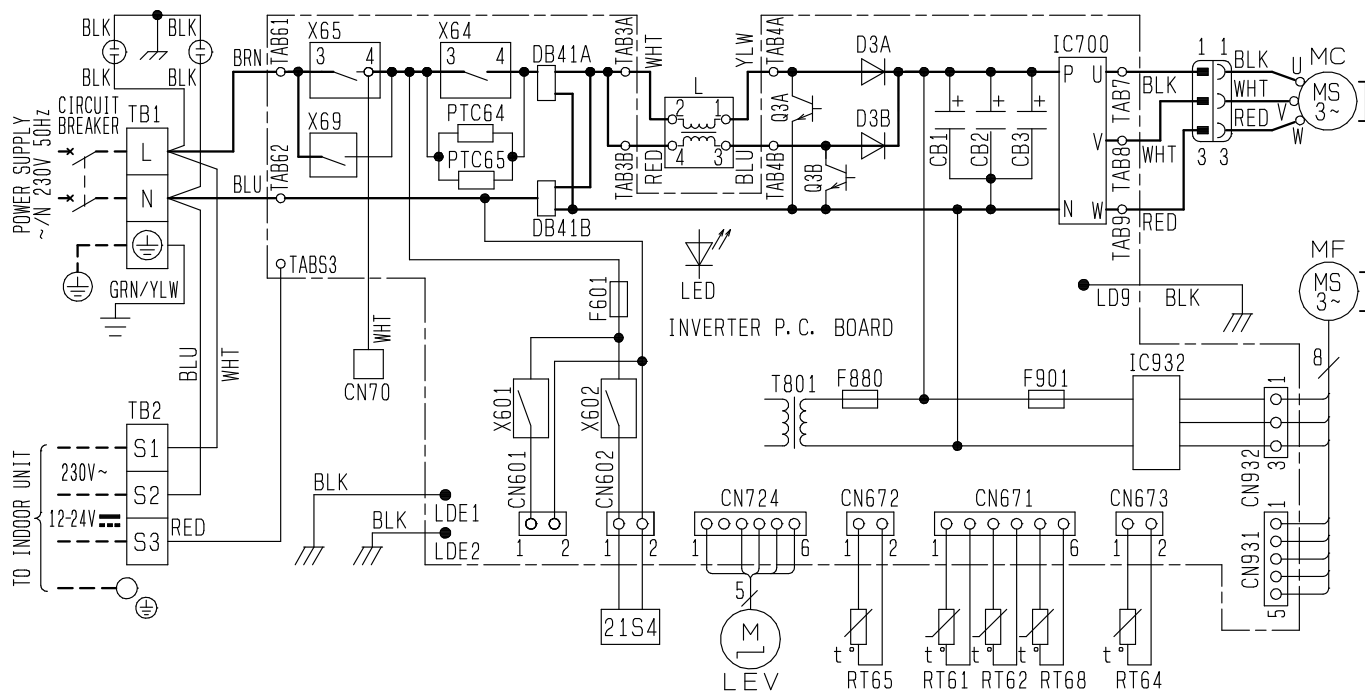 BLK BLK
BLK BLK
BRN
TAB61
X65
3 4
X64
3 4
DB41A
TAB3A
WHT
YLW
TAB4A
D3A
IC700
P U
TAB7
BLK
1 1
BLK
U
MC
MS
3~
CIRCUIT
BREAKER
TB1
POWER SUPPLY
~/N 230V 50Hz
L
N
X69
PTC64
PTC65
L
2 1
4 3
Q3A
D3B
+ + +
CB1
CB2
CB3
V
TAB8
WHT
WHT
V
RED
W
3 3
BLU
TAB62
TAB3B
RED
BLU
TAB4B
Q3B
DB41B
N W
TAB9
RED
GRN/YLW
TABS3
LED
F601
LD9 BLK
MF
MS
3~
INVERTER P.C. BOARD
WHT
CN70
BLU
WHT
X601
X602
T801
F880
F901
IC932
1
8
3
CN932
TB2
TO INDOOR UNIT
S1
230V~
S2
12-24V
S3
RED
BLK
LDE1
BLK
LDE2
CN601
1 2
CN602
1 2
CN724
1 6
CN672
1 2
CN671
1 6
CN673
1 2
CN931
1
5
21S4
5
M
LEV
t°
RT65
t°
RT61
t°
RT62
t°
RT68
t°
RT64